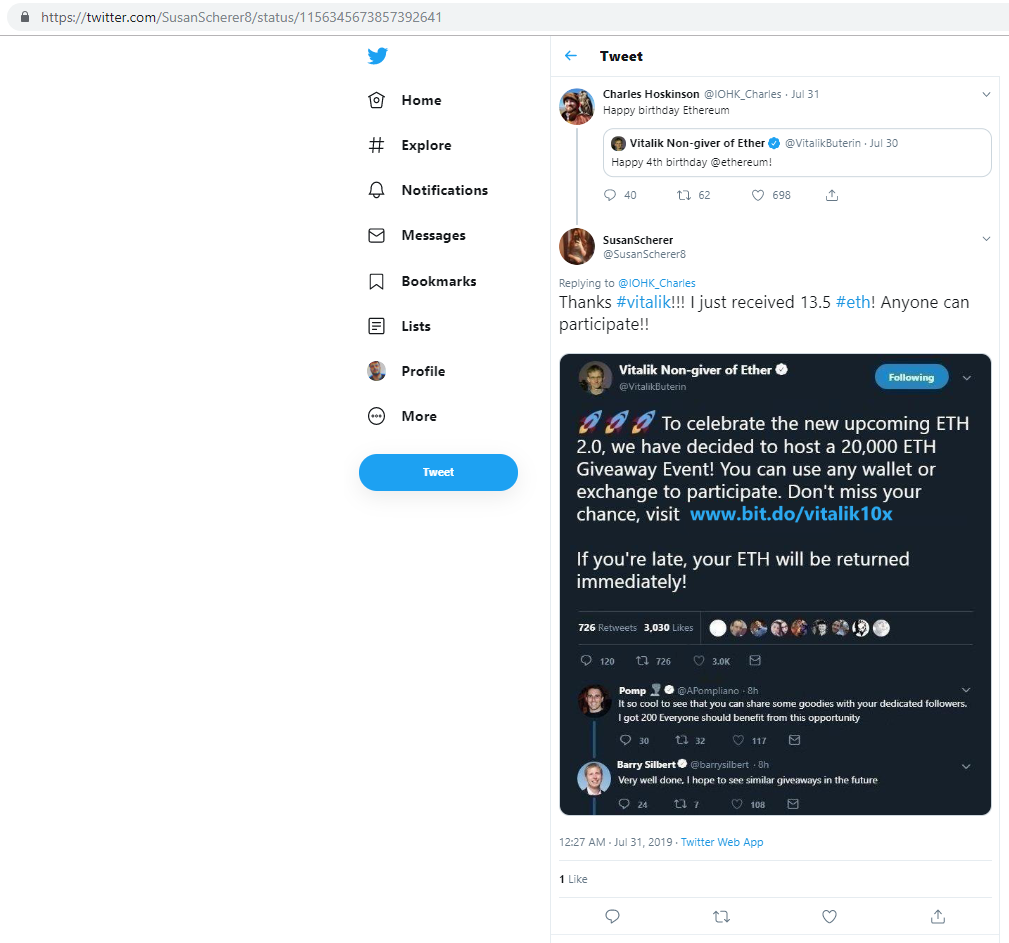 https://twitter.com/SusanScherer8/status/1156345673857392641
Home
Explore
Notifications
Messages
Bookmarks
Lists
Profile
More
Tweet
Tweet
Charles Hoskinson @IOHK_Charles · Jul 31
Happy birthday Ethereum
Vitalik Non-giver of Ether @VitalikButerin · Jul 30
Happy 4th birthday @ethereum!
40 62 698
SusanScherer
@SusanScherer8
Replying to @IOHK_Charles
Thanks #vitalik!!! I just received 13.5 #eth! Anyone can
participate!!
Vitalik Non-giver of Ether
@VitalikButerin
Following
To celebrate the new upcoming ETH
2.0, we have decided to host a 20,000 ETH
Giveaway Event! You can use any wallet or
exchange to participate. Don't miss your
chance, visit www.bit.do/vitalik10x
If you're late, your ETH will be returned
immediately!
726 Retweets 3,030 Likes
120 726 3.0K
Pomp @APompliano · 8h
It so cool to see that you can share some goodies with your dedicated followers.
I got 200 Everyone should benefit from this opportunity
30 32 117
Barry Silbert @barrysilbert · 8h
Very well done, I hope to see similar giveaways in the future
24 7 108
12:27 AM · Jul 31, 2019 · Twitter Web App
1 Like